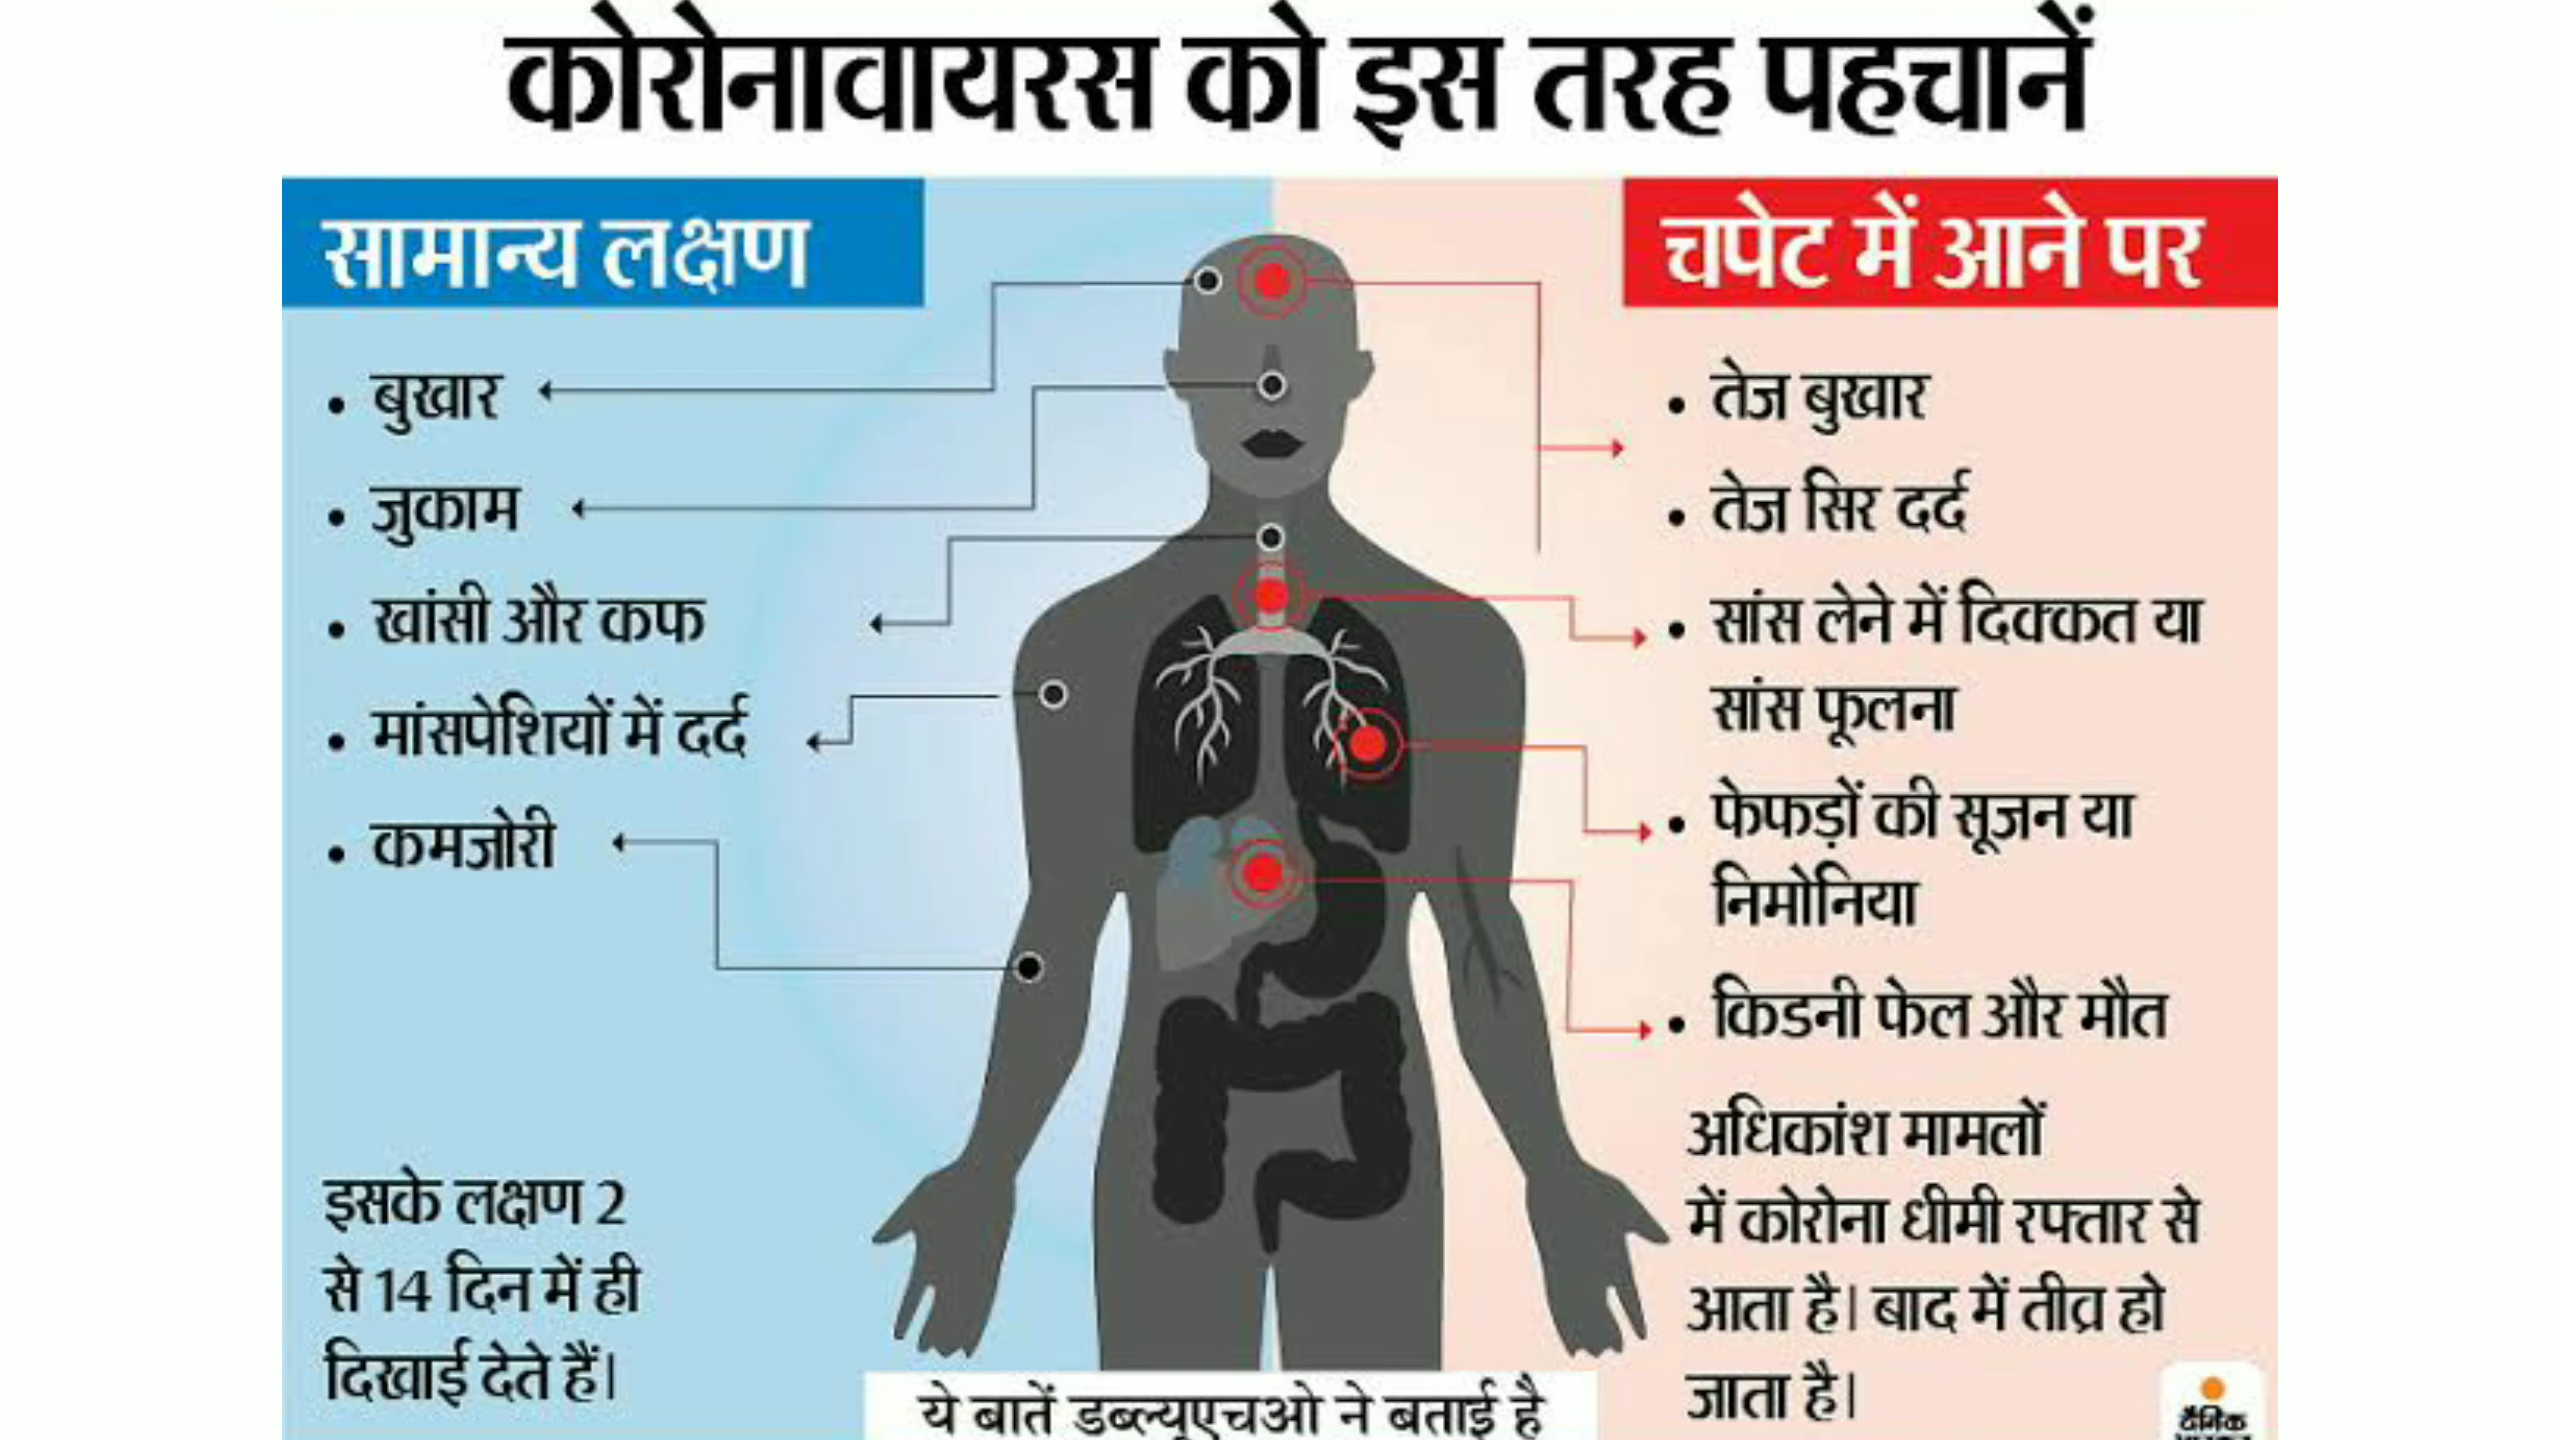 कोरोनावायरस को इस तरह पहचानें
सामान्य लक्षण
• बुखार
• जुकाम
• खांसी और कफ
• मांसपेशियों में दर्द
• कमजोरी
इसके लक्षण 2
से 14 दिन में ही
दिखाई देते हैं।
चपेट में आने पर
• तेज बुखार
• तेज सिर दर्द
• सांस लेने में दिक्कत या
सांस फूलना
• फेफड़ों की सूजन या
निमोनिया
• किडनी फेल और मौत
अधिकांश मामलों
में कोरोना धीमी रफ्तार से
आता है। बाद में तीव्र हो
जाता है।
ये बातें डब्ल्यूएचओ ने बताई है
दैनिक